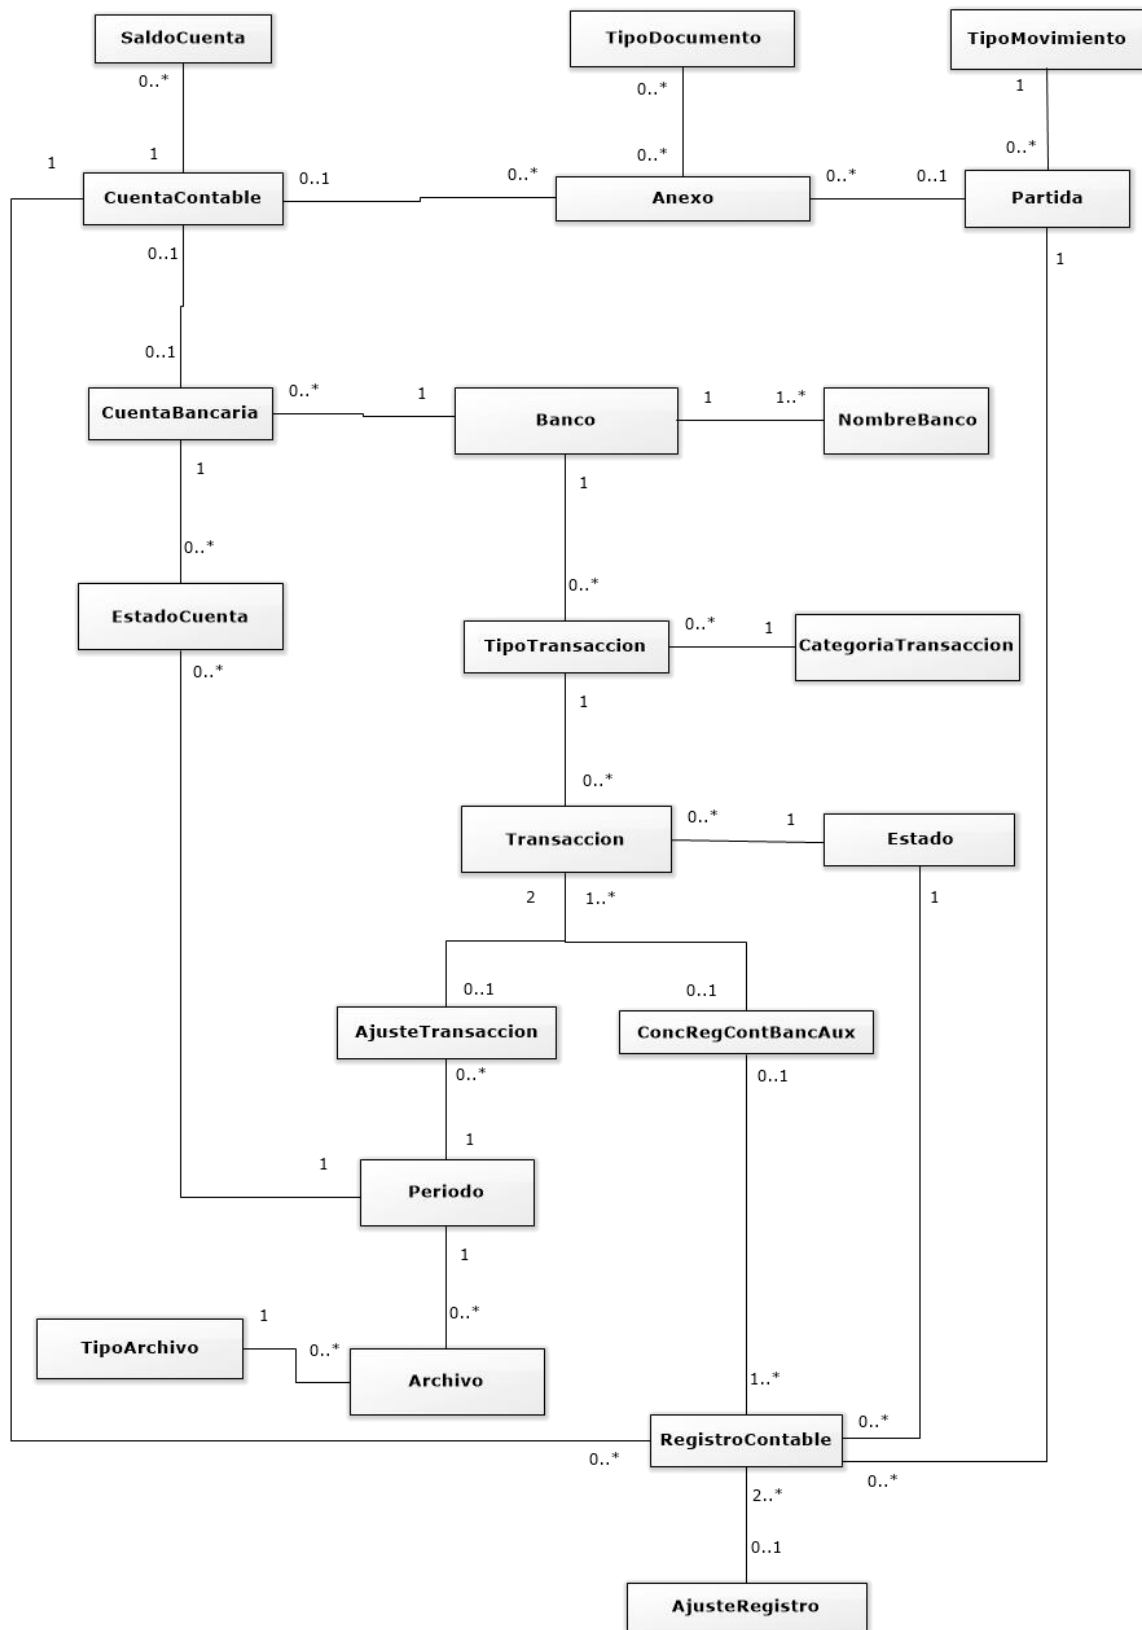 SaldoCuenta
TipoDocumento
TipoMovimiento
0..*
0..*
1
1
1
0..*
0..*
CuentaContable
0..1
0..*
Anexo
0..*
0..1
Partida
0..1
1
0..1
CuentaBancaria
0..*
1
Banco
1
1..*
NombreBanco
1
1
0..*
0..*
EstadoCuenta
TipoTransaccion
0..*
1
CategoriaTransaccion
0..*
1
0..*
Transaccion
0..*
1
Estado
2
1..*
1
0..1
0..1
AjusteTransaccion
ConcRegContBancAux
0..*
0..1
1
1
Periodo
1
1
0..*
TipoArchivo
0..*
Archivo
1..*
0..*
RegistroContable
0..*
0..*
2..*
0..1
AjusteRegistro